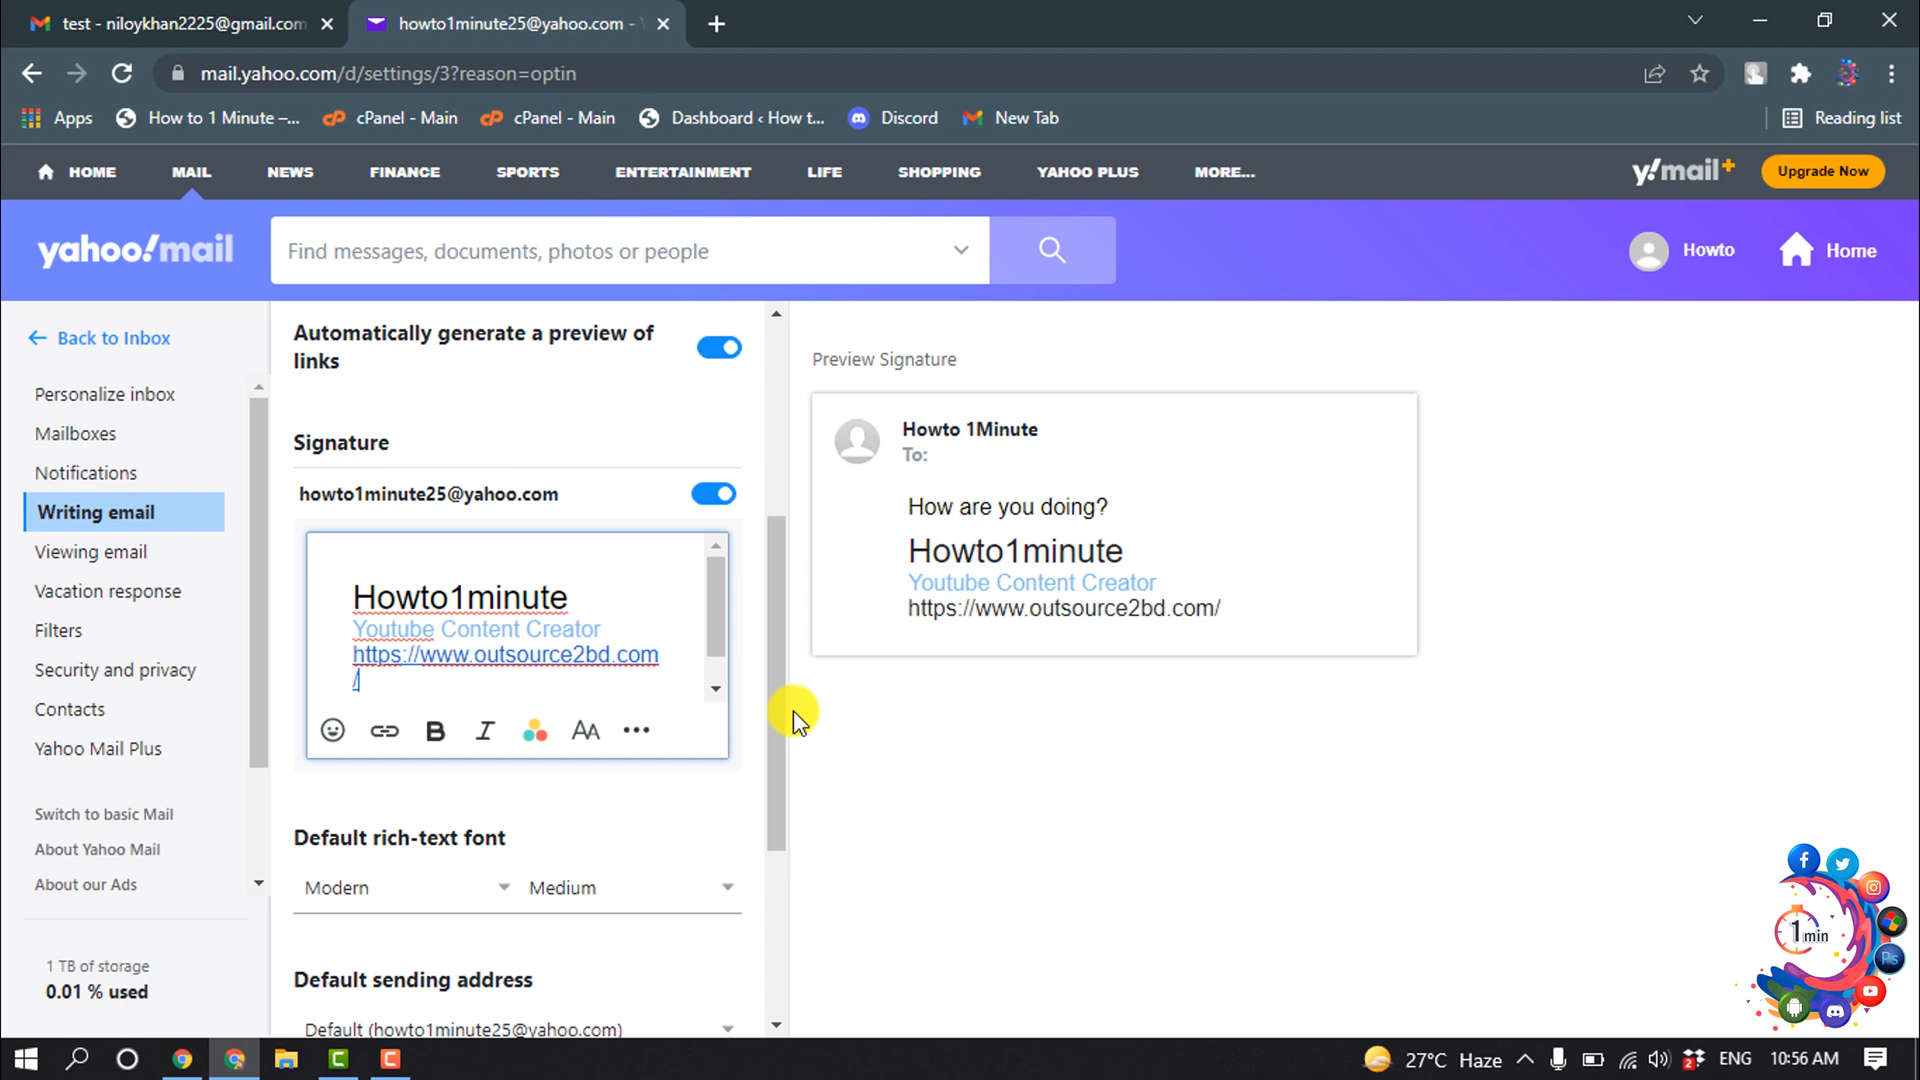 test - niloykhan2225@gmail.com
howto1minute25@yahoo.com -
mail.yahoo.com/d/settings/3?reason=optin
Apps
How to 1 Minute –...
cPanel - Main
cPanel - Main
Dashboard ‹ How t...
Discord
New Tab
Reading list
HOME
MAIL
NEWS
FINANCE
SPORTS
ENTERTAINMENT
LIFE
SHOPPING
YAHOO PLUS
MORE...
y!mail+
Upgrade Now
yahoo!mail
Find messages, documents, photos or people
Howto
Home
Back to Inbox
Personalize inbox
Mailboxes
Notifications
Writing email
Viewing email
Vacation response
Filters
Security and privacy
Contacts
Yahoo Mail Plus
Switch to basic Mail
About Yahoo Mail
About our Ads
1 TB of storage
0.01 % used
Automatically generate a preview of
links
Signature
howto1minute25@yahoo.com
Howto1minute
Youtube Content Creator
https://www.outsource2bd.com
/
B
I
AA
Default rich-text font
Modern
Medium
Default sending address
Default (howto1minute25@yahoo.com)
Preview Signature
Howto 1Minute
To:
How are you doing?
Howto1minute
Youtube Content Creator
https://www.outsource2bd.com/
1 min
Ps
27°C Haze
2
ENG
10:56 AM